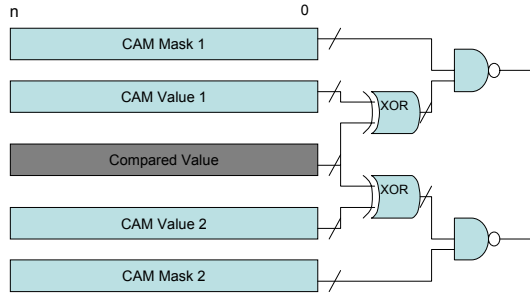 n 0
CAM Mask 1
CAM Value 1
XOR
Compared Value
XOR
CAM Value 2
CAM Mask 2